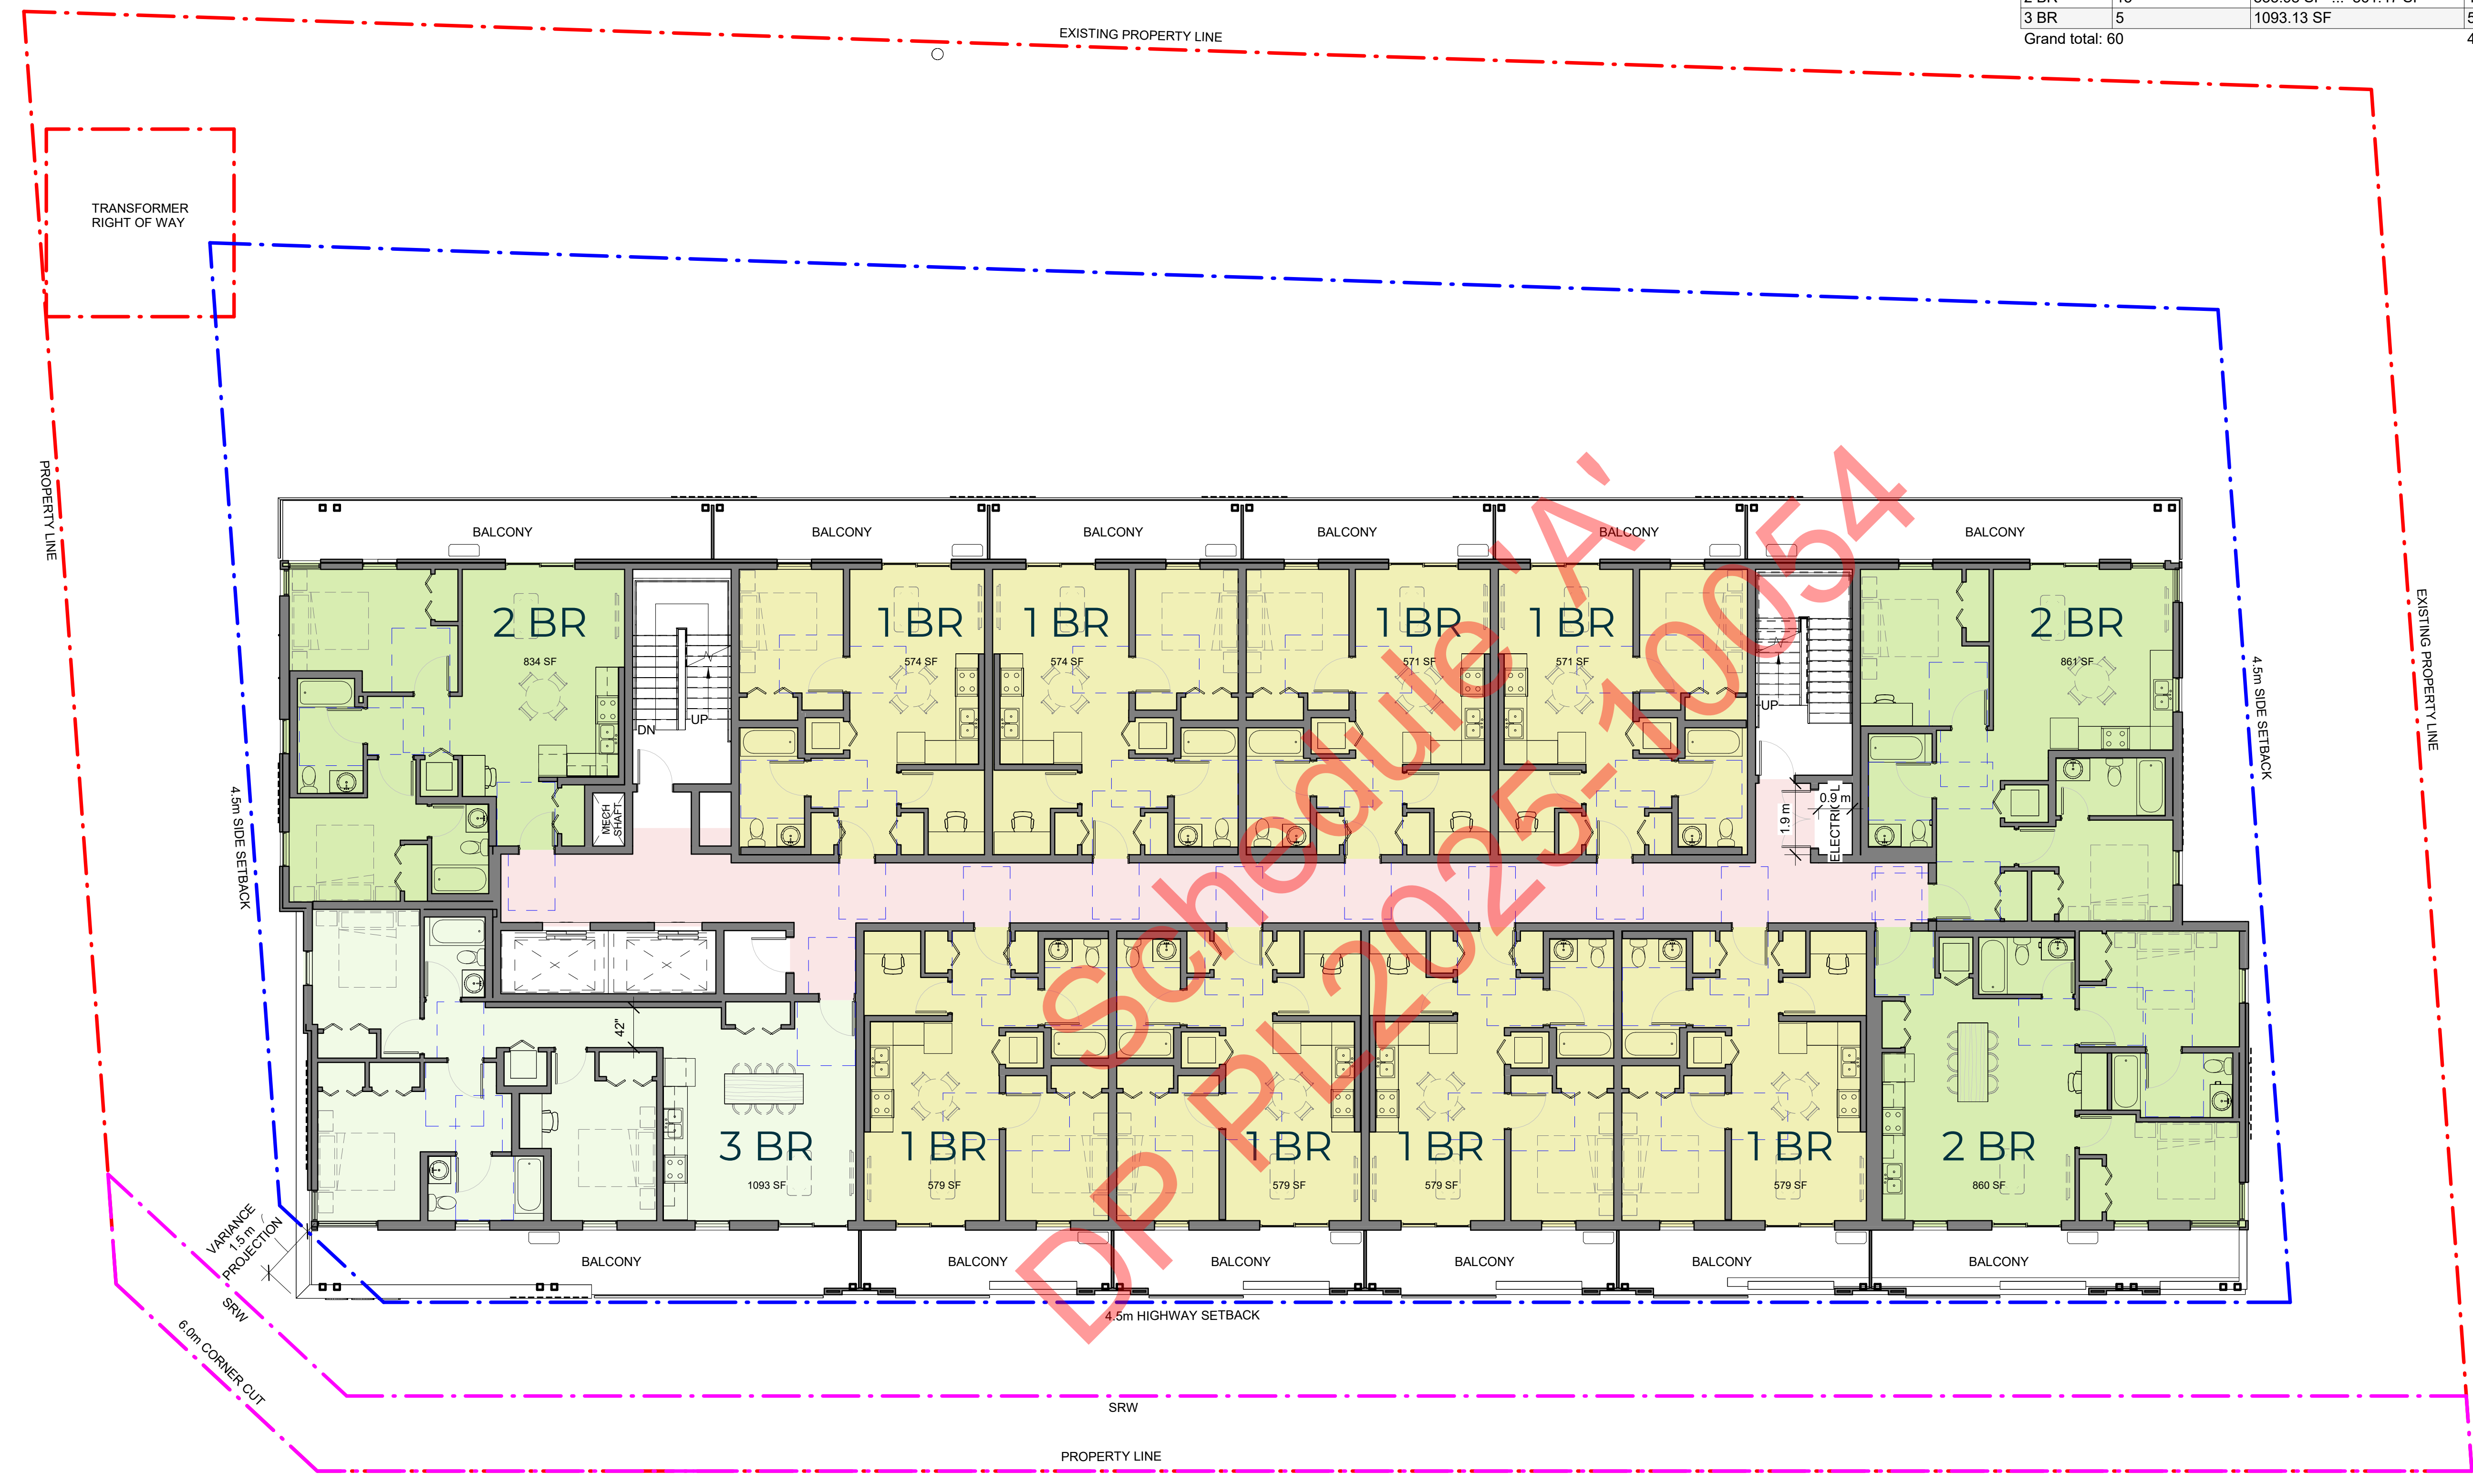 3 BR 5 1093.13 SF
Grand total: 60
EXISTING PROPERTY LINE
TRANSFORMER
RIGHT OF WAY
PROPERTY LINE
4.5m SIDE SETBACK
EXISTING PROPERTY LINE
4.5m SIDE SETBACK
BALCONY
BALCONY
BALCONY
BALCONY
BALCONY
BALCONY
2 BR
834 SF
1 BR
574 SF
1 BR
574 SF
1 BR
571 SF
1 BR
571 SF
2 BR
861 SF
DN
UP
UP
MECH
SHAFT
1.9 m
0.9 m
42"
3 BR
1093 SF
1 BR
579 SF
1 BR
579 SF
1 BR
579 SF
1 BR
579 SF
2 BR
860 SF
BALCONY
BALCONY
BALCONY
BALCONY
BALCONY
BALCONY
VARIANCE
1.5 m
PROJECTION
SRW
6.0m CORNER CUT
4.5m HIGHWAY SETBACK
SRW
PROPERTY LINE
Schedule 'A'
DP PL2025-10054